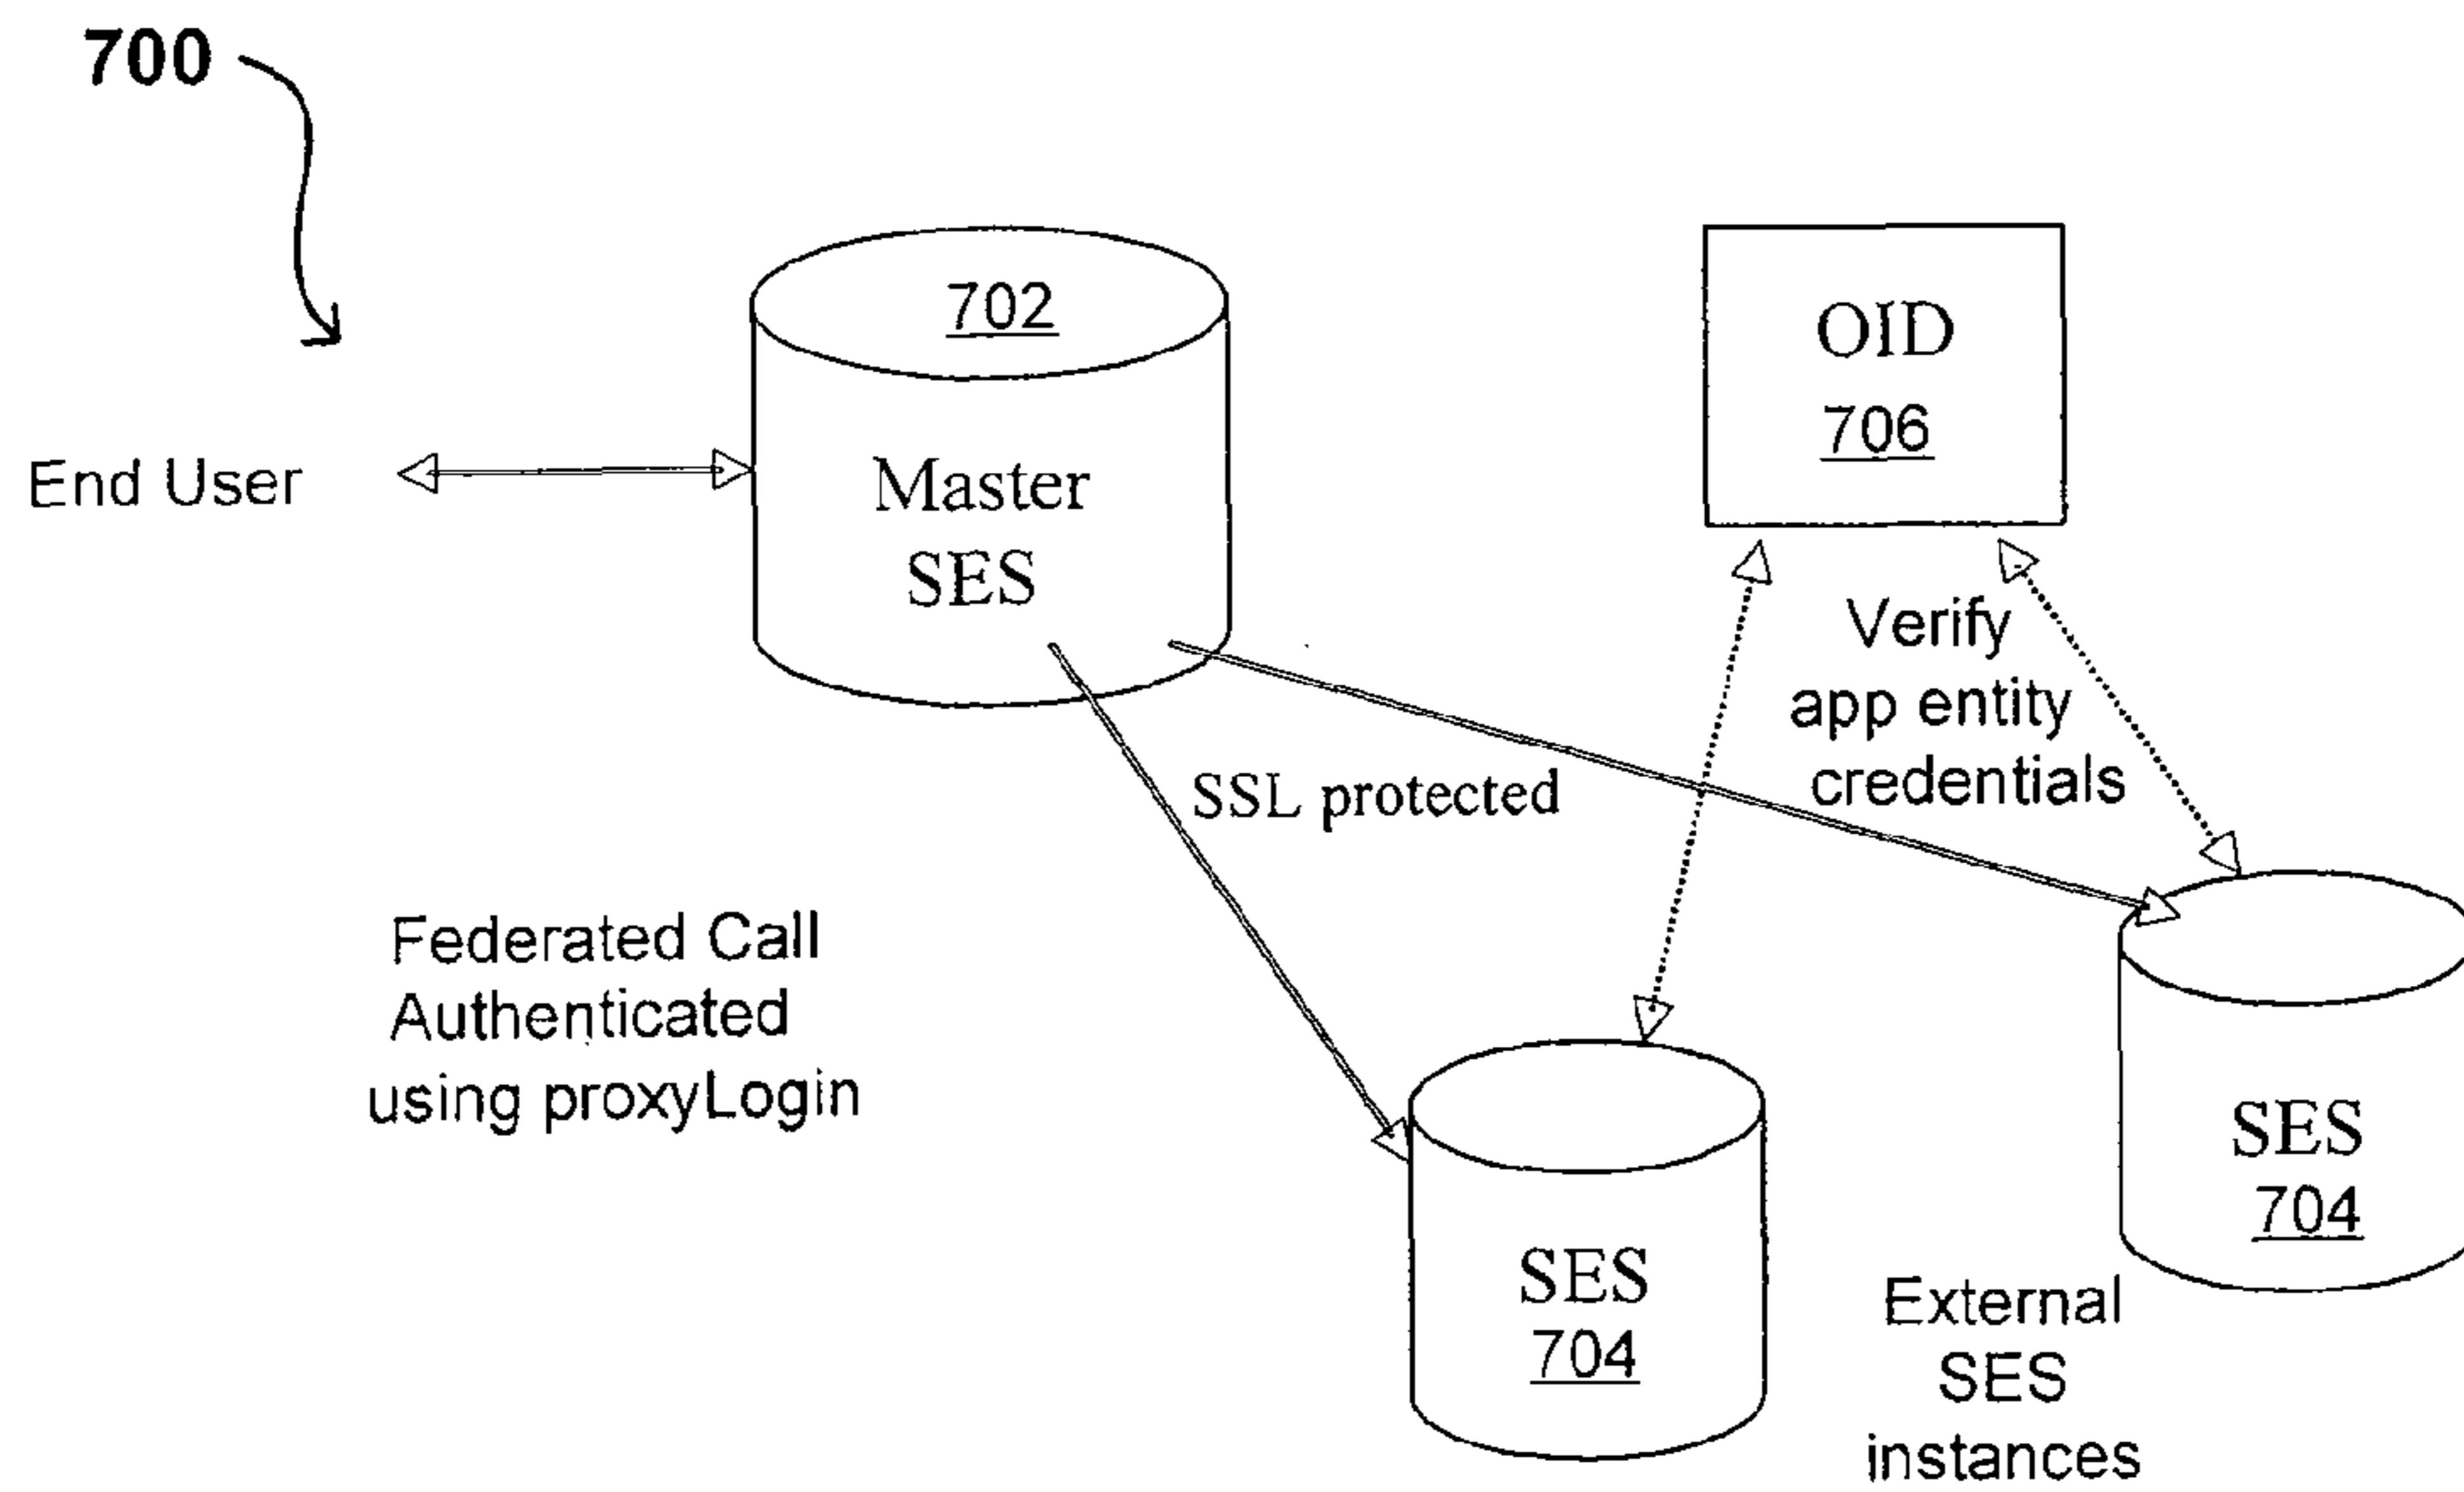 700
702
Master
SES
OID
706
End User
Verify
app entity
credentials
SSL protected
Federated Call
Authenticated
using proxyLogin
SES
704
SES
704
External
SES
instances